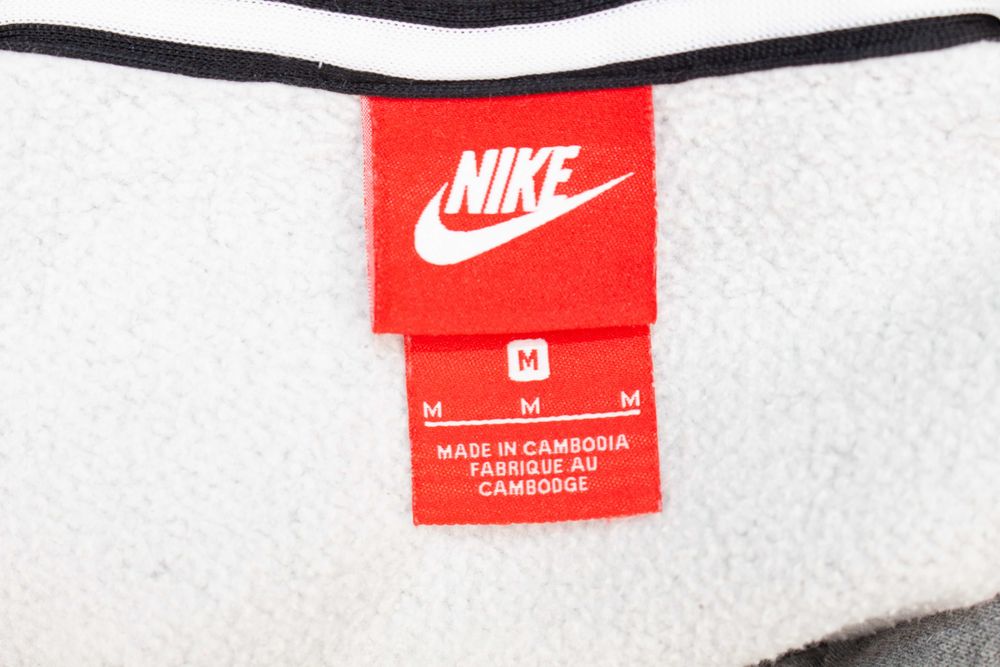 NIKE
M
M M M
MADE IN CAMBODIA
FABRIQUE AU
CAMBODGE